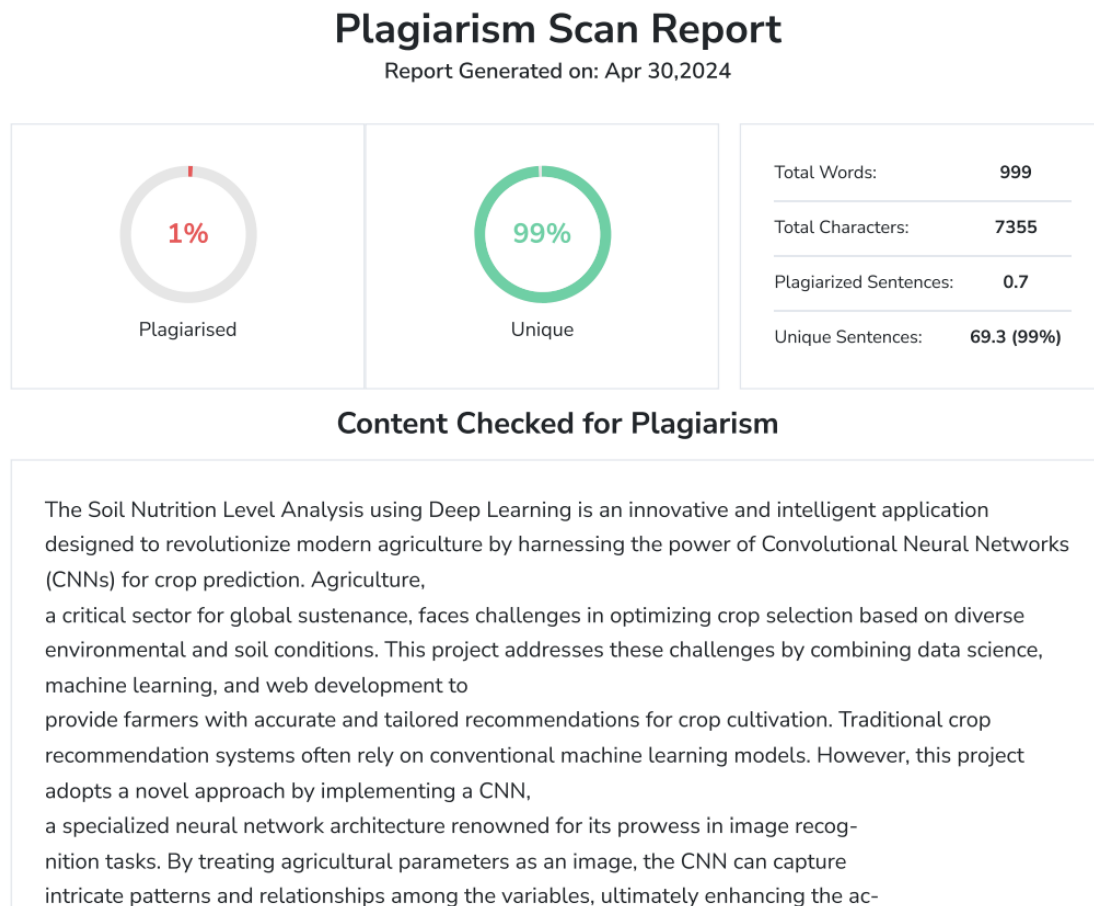 Plagiarism Scan Report
Report Generated on: Apr 30,2024
1%
Plagiarised
99%
Unique
Total Words: 999
Total Characters: 7355
Plagiarized Sentences: 0.7
Unique Sentences: 69.3 (99%)
Content Checked for Plagiarism
The Soil Nutrition Level Analysis using Deep Learning is an innovative and intelligent application
designed to revolutionize modern agriculture by harnessing the power of Convolutional Neural Networks
(CNNs) for crop prediction. Agriculture,
a critical sector for global sustenance, faces challenges in optimizing crop selection based on diverse
environmental and soil conditions. This project addresses these challenges by combining data science,
machine learning, and web development to
provide farmers with accurate and tailored recommendations for crop cultivation. Traditional crop
recommendation systems often rely on conventional machine learning models. However, this project
adopts a novel approach by implementing a CNN,
a specialized neural network architecture renowned for its prowess in image recog-
nition tasks. By treating agricultural parameters as an image, the CNN can capture
intricate patterns and relationships among the variables, ultimately enhancing the ac-